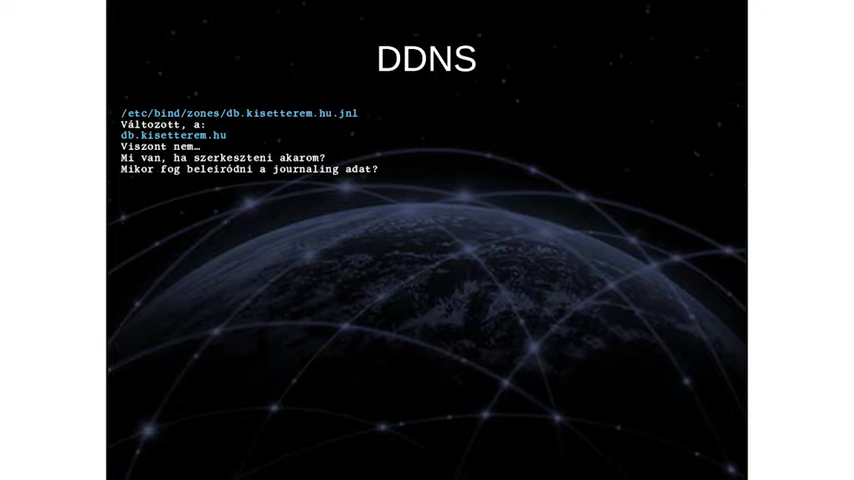 DDNS
/etc/bind/zones/db.kisetterem.hu.jnl
Változott, a:
db.kisetterem.hu
Viszont nem…
Mi van, ha szerkeszteni akarom?
Mikor fog beleíródni a journaling adat?